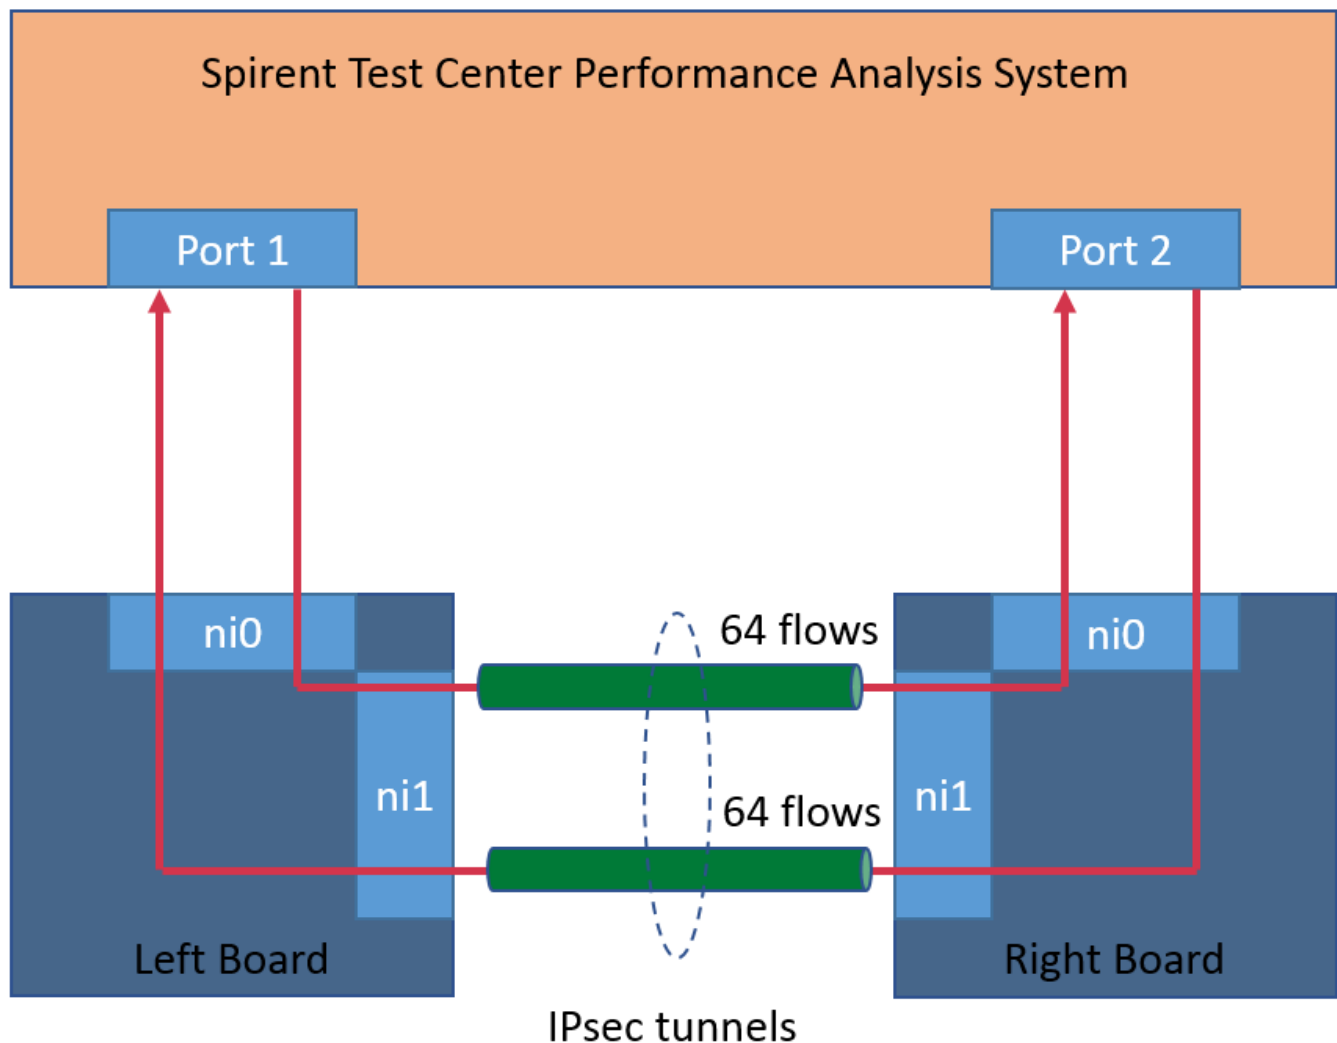 Spirent Test Center Performance Analysis System
Port 1
Port 2
ni0
64 flows
ni0
ni1
64 flows
ni1
Left Board
Right Board
IPsec tunnels